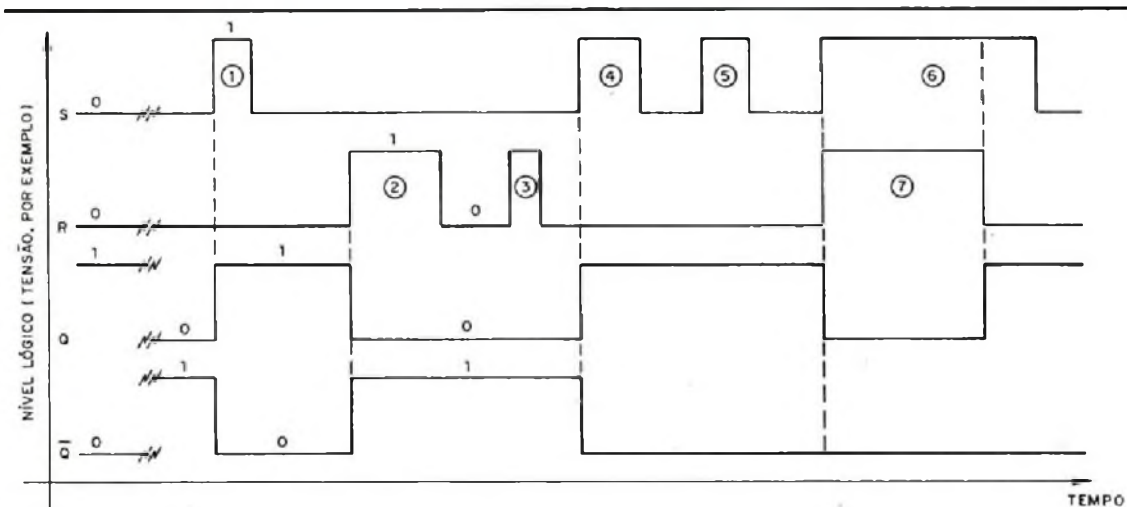 NÍVEL LÓGICO ( TENSÃO, POR EXEMPLO )
1
S 0
1 4 5 6
1
R 0
2 0 3 7
1 1
Q 0 0
1 1
Q̅ 0 0
TEMPO